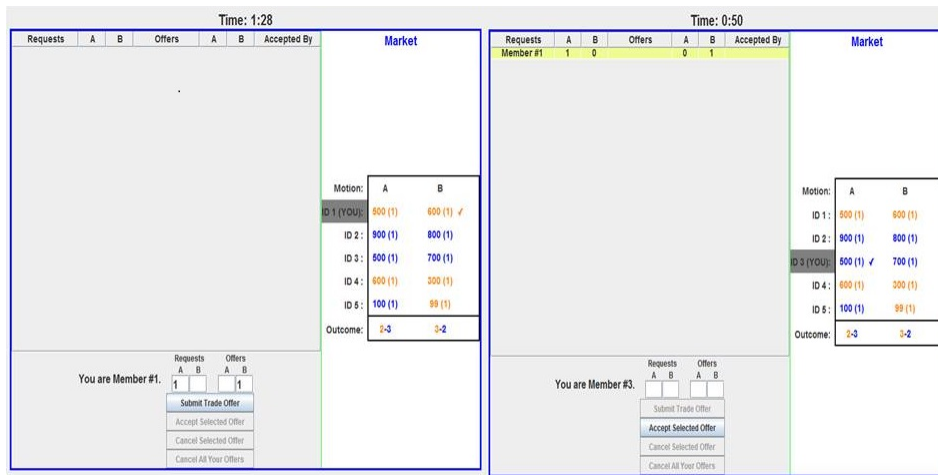 Time: 1:28
Requests A B Offers A B Accepted By
Market
Motion: A B
ID 1 (YOU): 500 (1) 600 (1) ✓
ID 2 : 900 (1) 800 (1)
ID 3 : 500 (1) 700 (1)
ID 4 : 600 (1) 300 (1)
ID 5 : 100 (1) 99 (1)
Outcome: 2-3 3-2
Requests Offers
A B A B
You are Member #1. 1 1
Submit Trade Offer
Accept Selected Offer
Cancel Selected Offer
Cancel All Your Offers
Time: 0:50
Requests A B Offers A B Accepted By
Member #1 1 0 0 1
Market
Motion: A B
ID 1 : 500 (1) 600 (1)
ID 2 : 900 (1) 800 (1)
ID 3 (YOU): 500 (1) ✓ 700 (1)
ID 4 : 600 (1) 300 (1)
ID 5 : 100 (1) 99 (1)
Outcome: 2-3 3-2
Requests Offers
A B A B
You are Member #3.
Submit Trade Offer
Accept Selected Offer
Cancel Selected Offer
Cancel All Your Offers